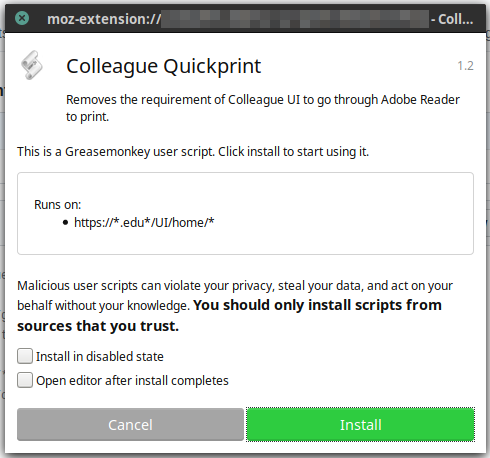 moz-extension:// - Coll...
Colleague Quickprint
1.2
Removes the requirement of Colleague UI to go through Adobe Reader
to print.
This is a Greasemonkey user script. Click install to start using it.
Runs on:
• https://*.edu*/UI/home/*
Malicious user scripts can violate your privacy, steal your data, and act on
your behalf without your knowledge. You should only install scripts from
sources that you trust.
Install in disabled state
Open editor after install completes
Cancel
Install